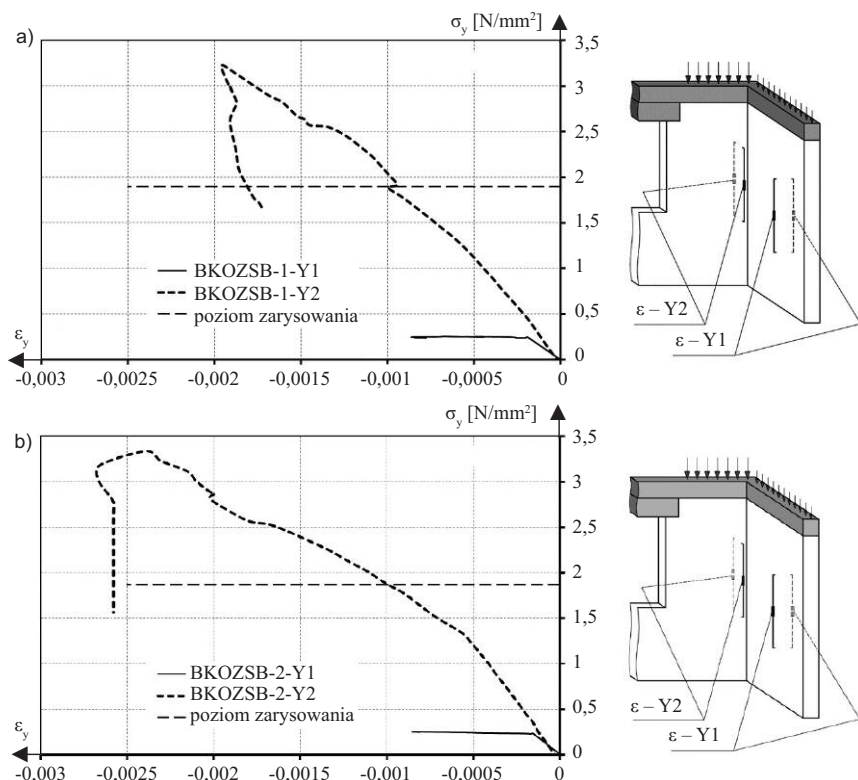 a)
σy [N/mm²]
3,5
3
2,5
2
1,5
1
0,5
0
BKOZSB-1-Y1
BKOZSB-1-Y2
poziom zarysowania
εy
-0,003 -0,0025 -0,002 -0,0015 -0,001 -0,0005 0
ε – Y2
ε – Y1
b)
σy [N/mm²]
3,5
3
2,5
2
1,5
1
0,5
0
BKOZSB-2-Y1
BKOZSB-2-Y2
poziom zarysowania
εy
-0,003 -0,0025 -0,002 -0,0015 -0,001 -0,0005 0
ε – Y2
ε – Y1